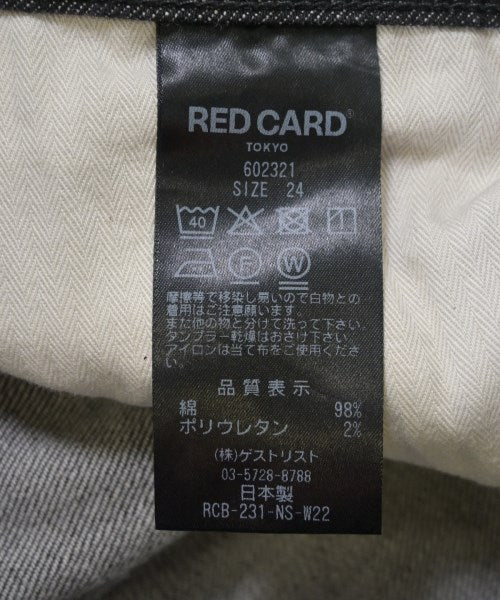 RED CARD®
TOKYO
602321
SIZE 24
40
F W
摩擦等で移染し易いので白物との
着用はご注意願います。
また他の物と分けて洗って下さい
タンブラー乾燥はおさけ下さい。
アイロンは当て布をご使用くださ
い。
品質表示
綿 98%
ポリウレタン 2%
(株)ゲストリスト
03-5728-8788
日本製
RCB-231-NS-W22